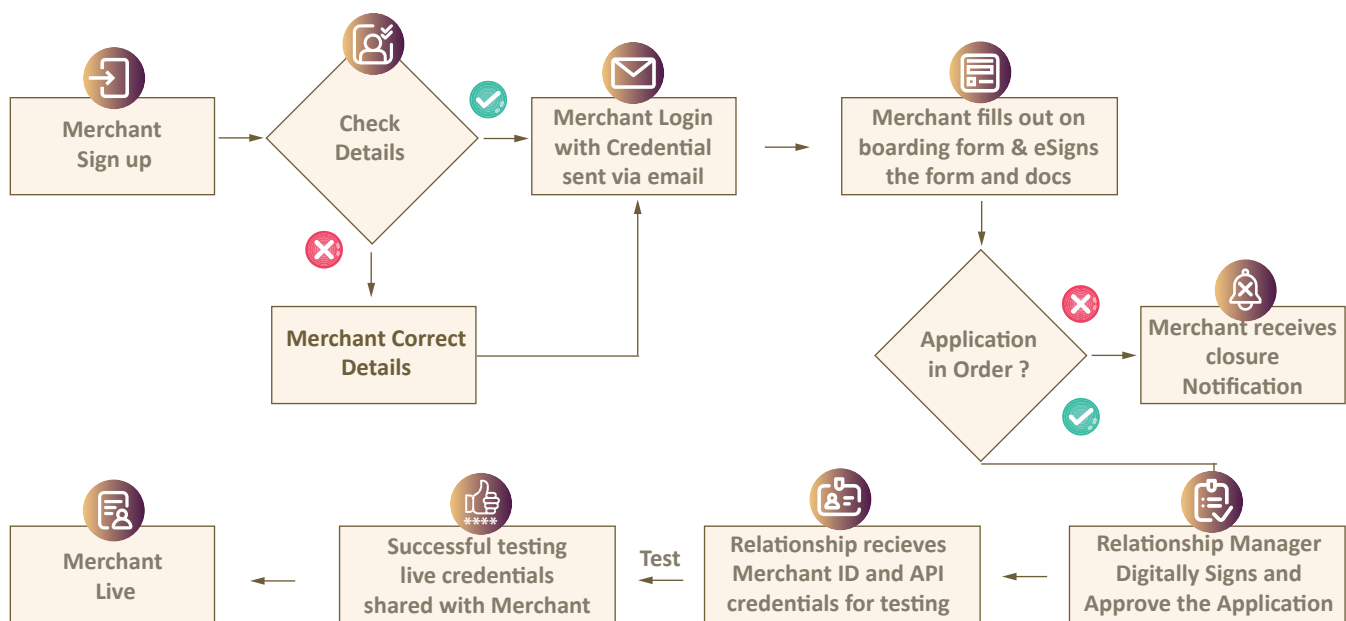 Merchant
Sign up
Check
Details
Merchant Login
with Credential
sent via email
Merchant fills out on
boarding form & eSigns
the form and docs
Merchant Correct
Details
Application
in Order ?
Merchant receives
closure
Notification
Relationship Manager
Digitally Signs and
Approve the Application
Relationship recieves
Merchant ID and API
credentials for testing
Test
****
Successful testing
live credentials
shared with Merchant
Merchant
Live